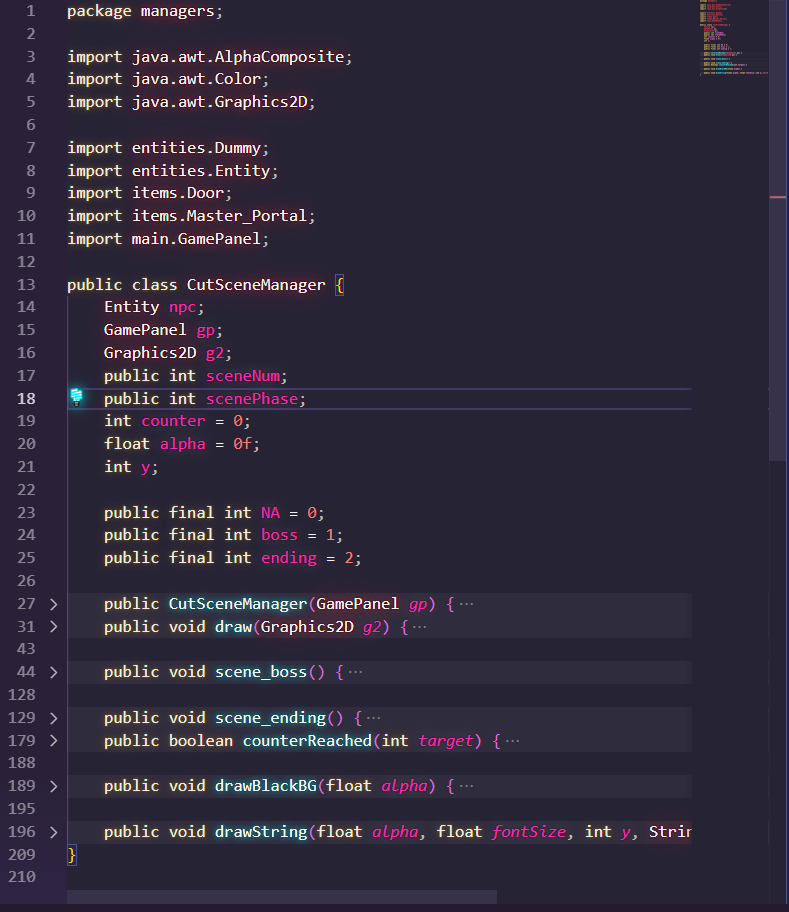 1 package managers;
2
3 import java.awt.AlphaComposite;
4 import java.awt.Color;
5 import java.awt.Graphics2D;
6
7 import entities.Dummy;
8 import entities.Entity;
9 import items.Door;
10 import items.Master_Portal;
11 import main.GamePanel;
12
13 public class CutSceneManager {
14 Entity npc;
15 GamePanel gp;
16 Graphics2D g2;
17 public int sceneNum;
18 public int scenePhase;
19 int counter = 0;
20 float alpha = 0f;
21 int y;
22
23 public final int NA = 0;
24 public final int boss = 1;
25 public final int ending = 2;
26
27 > public CutSceneManager(GamePanel gp) { ···
31 > public void draw(Graphics2D g2) { ···
43
44 > public void scene_boss() { ···
128
129 > public void scene_ending() { ···
179 > public boolean counterReached(int target) { ···
188
189 > public void drawBlackBG(float alpha) { ···
195
196 > public void drawString(float alpha, float fontSize, int y, Strin
209 }
210